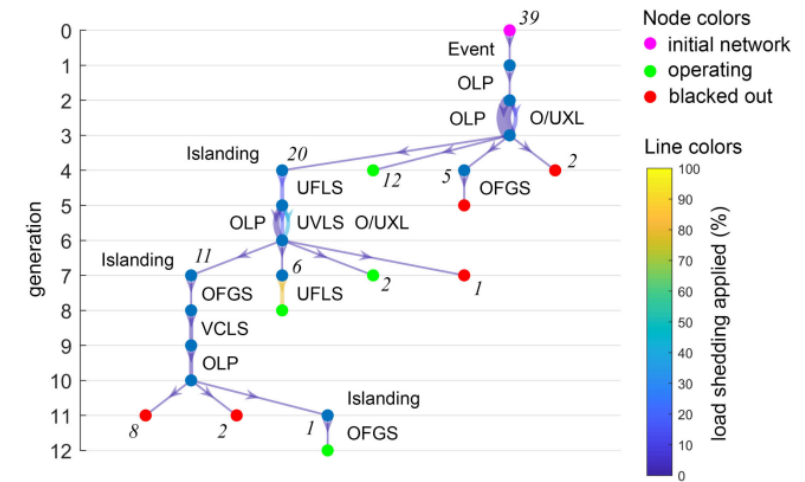 0 39 Node colors
initial network
Event
1 operating
OLP
blacked out
2
OLP O/UXL
3
Line colors
Islanding 20 2
4 12 5
UFLS OFGS
5
OLP UVLS O/UXL
6
Islanding 11 6
7 2 1
OFGS UFLS
8
VCLS
9
OLP
10
Islanding
11 8 2 1
OFGS
12
generation
100
90
80
70
60
50
40
30
20
10
0
load shedding applied (%)